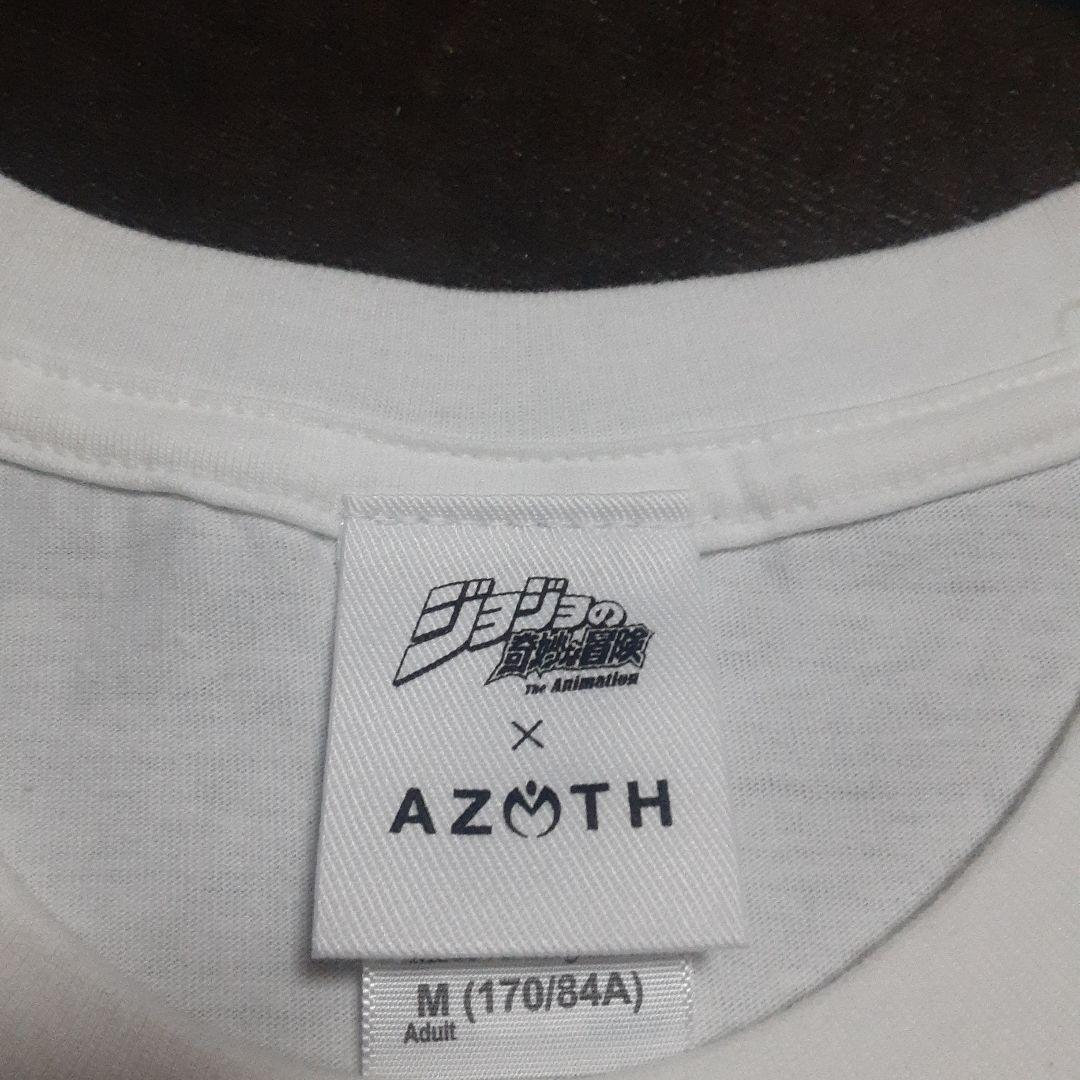 ジョジョの
奇妙な冒険
The Animation
×
AZOTH
M (170/84A)
Adult